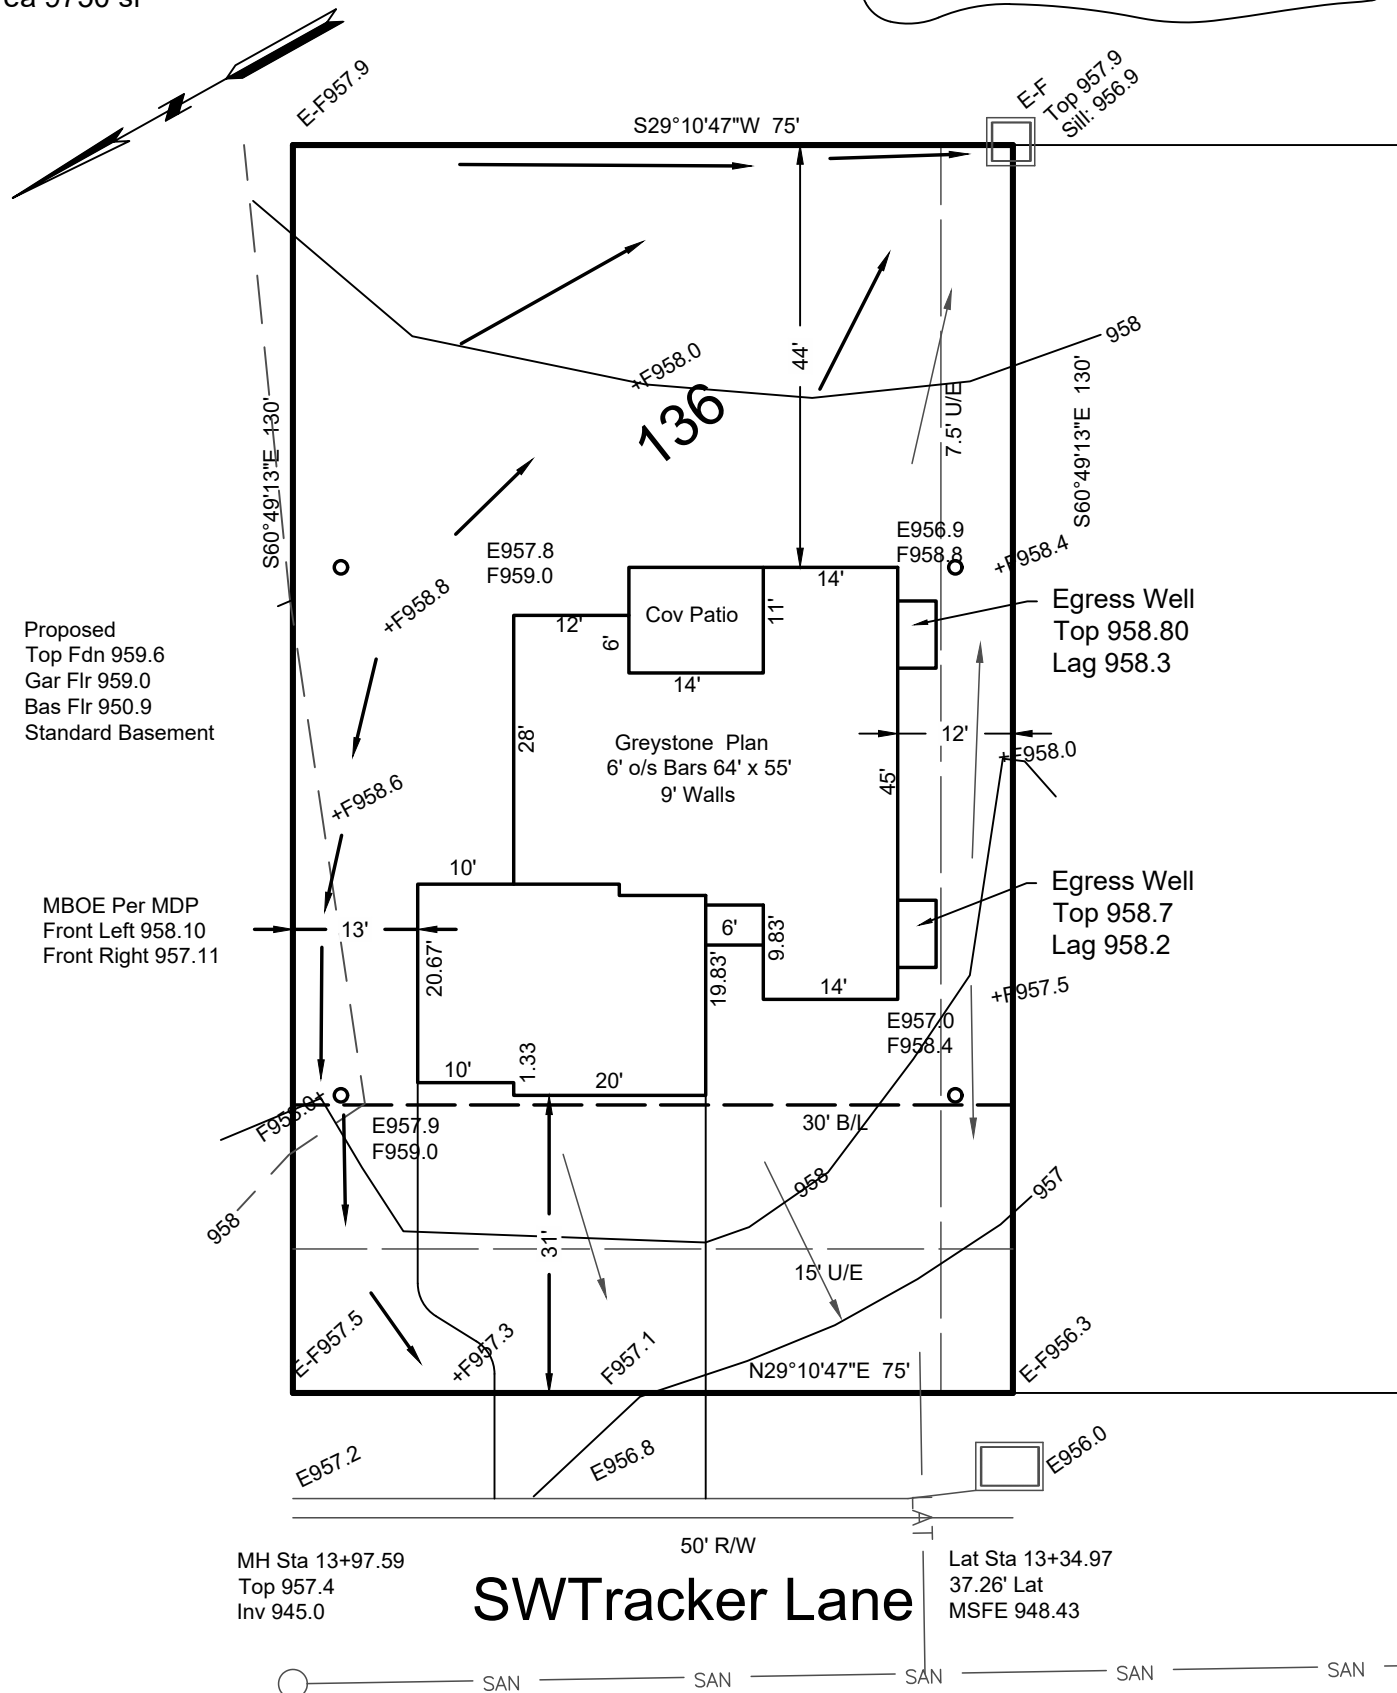 ea 9750 sf
E-F957.9
S29°10'47"W 75'
E-F
Top 957.9
Sill: 956.9
958
+F958.0
136
44'
7.5' U/E
S60°49'13"E 130'
S60°49'13"E 130'
E957.8
F959.0
E956.9
F958.8
+F958.4
+F958.8
14'
Cov Patio
11'
12'
6'
14'
Egress Well
Top 958.80
Lag 958.3
Proposed
Top Fdn 959.6
Gar Flr 959.0
Bas Flr 950.9
Standard Basement
28'
Greystone Plan
6' o/s Bars 64' x 55'
9' Walls
45'
12'
+F958.0
+F958.6
10'
Egress Well
Top 958.7
Lag 958.2
MBOE Per MDP
Front Left 958.10
Front Right 957.11
13'
20.67'
6'
9.83'
19.83'
14'
+F957.5
E957.0
F958.4
10'
1.33
20'
F958.0+
E957.9
F959.0
30' B/L
958
958
957
31'
15' U/E
E-F957.5
+F957.3
F957.1
N29°10'47"E 75'
E-F956.3
E957.2
E956.8
E956.0
LAT
50' R/W
MH Sta 13+97.59
Top 957.4
Inv 945.0
SWTracker Lane
Lat Sta 13+34.97
37.26' Lat
MSFE 948.43
SAN SAN SAN SAN SAN